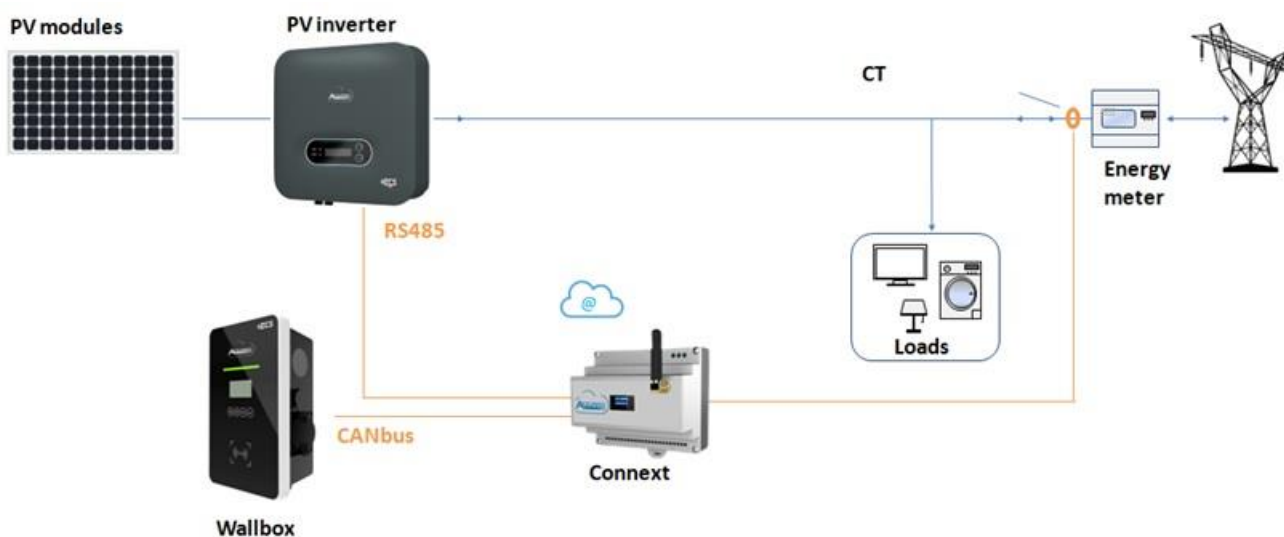 PV modules
PV inverter
CT
Energy
meter
RS485
@
Loads
CANbus
Connext
Wallbox